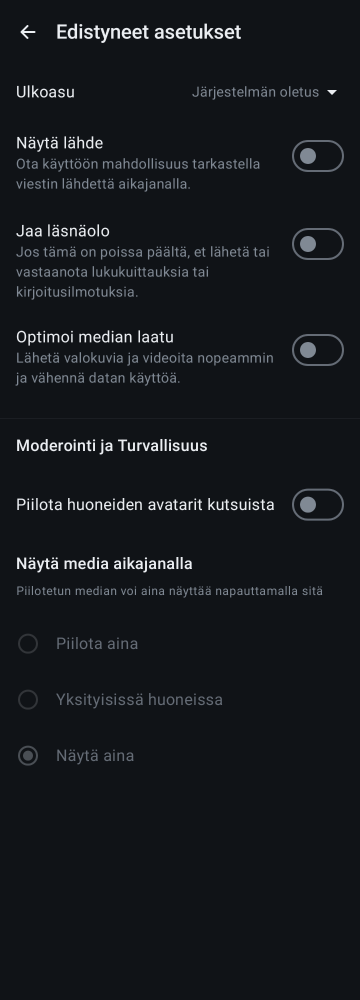 Edistyneet asetukset
Ulkoasu
Järjestelmän oletus
Näytä lähde
Ota käyttöön mahdollisuus tarkastella
viestin lähdettä aikajanalla.
Jaa läsnäolo
Jos tämä on poissa päältä, et lähetä tai
vastaanota lukukuittauksia tai
kirjoitusilmotuksia.
Optimoi median laatu
Lähetä valokuvia ja videoita nopeammin
ja vähennä datan käyttöä.
Moderointi ja Turvallisuus
Piilota huoneiden avatarit kutsuista
Näytä media aikajanalla
Piilotetun median voi aina näyttää napauttamalla sitä
Piilota aina
Yksityisissä huoneissa
Näytä aina